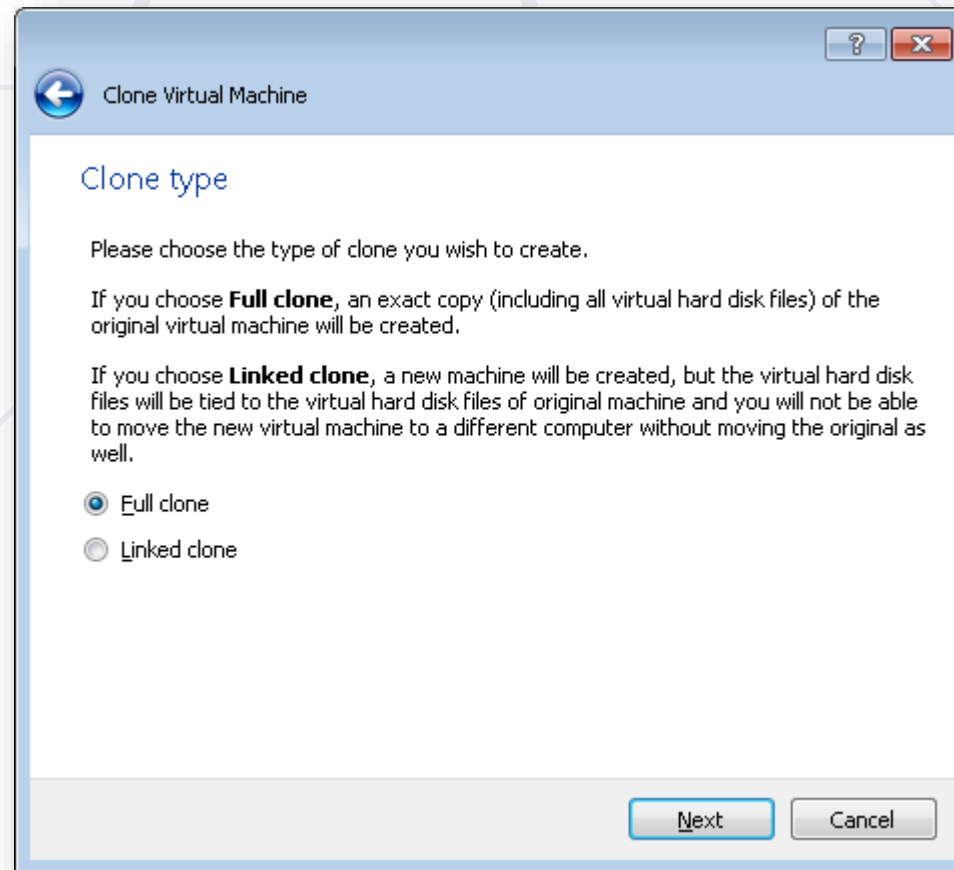 ?
Clone Virtual Machine
Clone type
Please choose the type of clone you wish to create.
If you choose Full clone, an exact copy (including all virtual hard disk files) of the
original virtual machine will be created.
If you choose Linked clone, a new machine will be created, but the virtual hard disk
files will be tied to the virtual hard disk files of original machine and you will not be able
to move the new virtual machine to a different computer without moving the original as
well.
Full clone
Linked clone
Next
Cancel